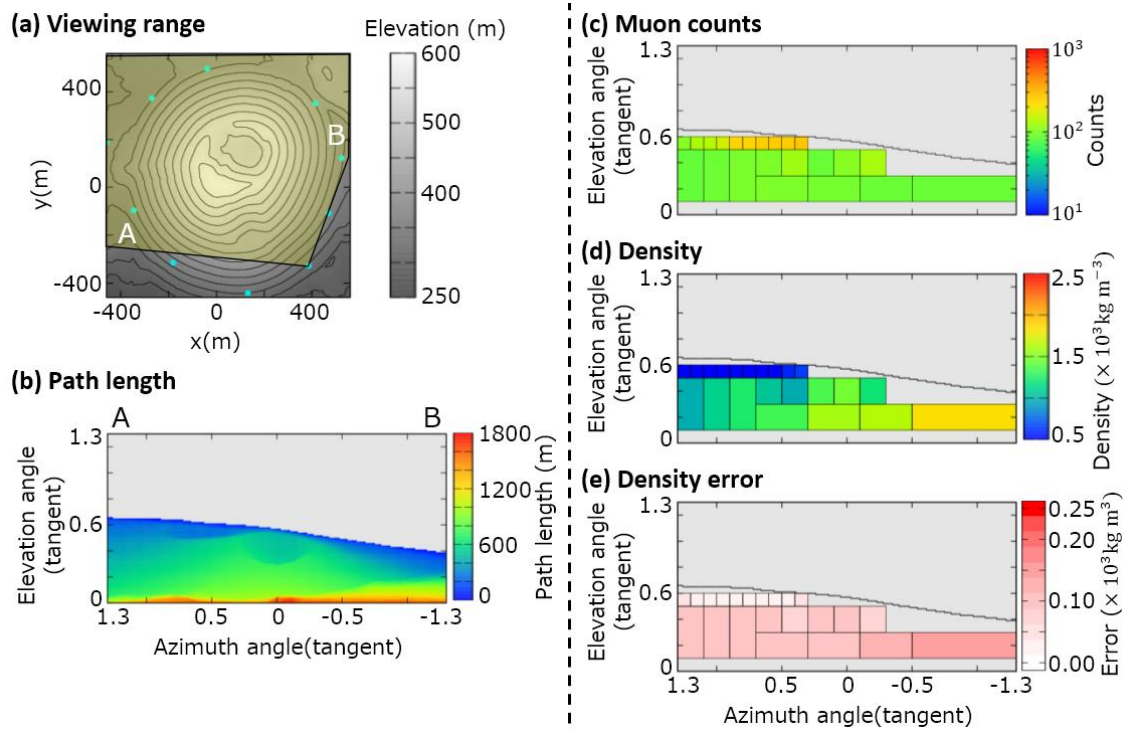 (a) Viewing range
Elevation (m)
600
500
400
250
400
0
-400
y(m)
-400
0
400
x(m)
A
B
(b) Path length
A
B
1.3
0.6
0
Elevation angle
(tangent)
1.3
0.5
0
-0.5
-1.3
Azimuth angle(tangent)
1800
1200
600
0
Path length (m)
(c) Muon counts
1.3
0.6
0
Elevation angle
(tangent)
10³
10²
10¹
Counts
(d) Density
1.3
0.6
0
Elevation angle
(tangent)
2.5
1.5
0.5
Density (× 10³ kg m⁻³)
(e) Density error
1.3
0.6
0
Elevation angle
(tangent)
1.3
0.5
0
-0.5
-1.3
Azimuth angle(tangent)
0.25
0.20
0.10
0.00
Error (× 10³kg m³)